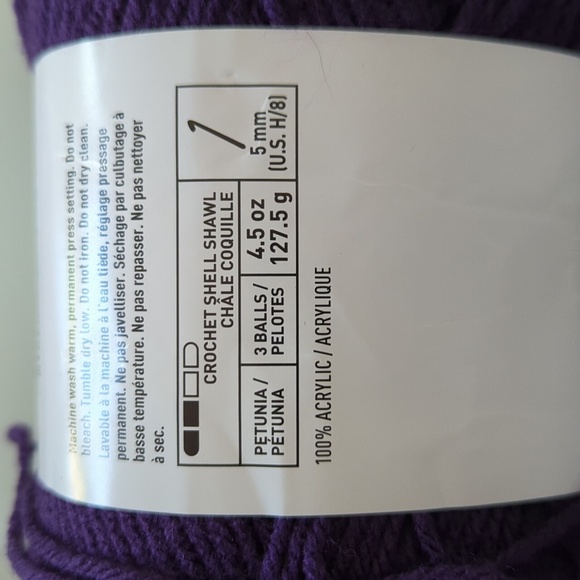 Machine wash warm, permanent press setting. Do not
bleach. Tumble dry low. Do not iron. Do not dry clean.
Lavable à la machine à l'eau tiède, réglage pressage
permanent. Ne pas javelliser. Séchage par culbutage à
basse température. Ne pas repasser. Ne pas nettoyer
à sec.
CROCHET SHELL SHAWL
CHÂLE COQUILLE
5 mm
(U.S. H/8)
PETUNIA /
PÉTUNIA
3 BALLS /
PELOTES
4.5 oz
127.5 g
100% ACRYLIC / ACRYLIQUE